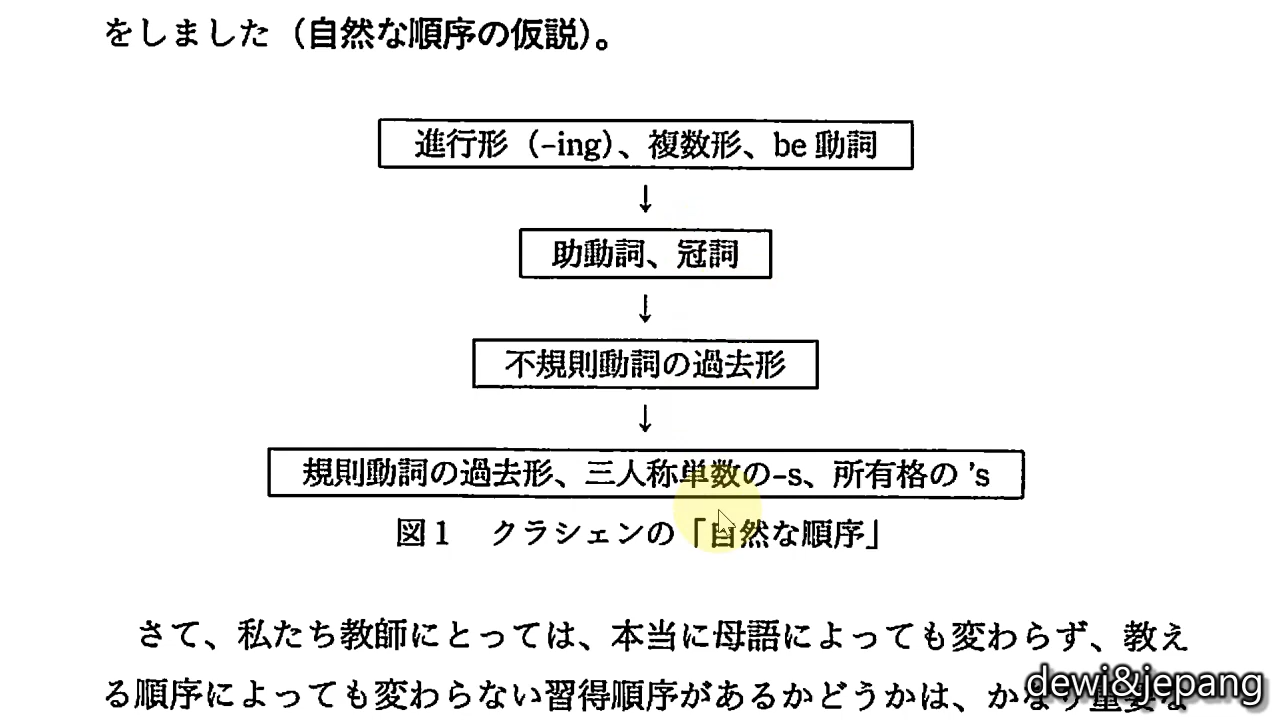 をしました（自然な順序の仮説）。
進行形（-ing）、複数形、be 動詞
↓
助動詞、冠詞
↓
不規則動詞の過去形
↓
規則動詞の過去形、三人称単数の-s、所有格の 's
図1　クラシェンの「自然な順序」
さて、私たち教師にとっては、本当に母語によっても変わらず、教え
る順序によっても変わらない習得順序があるかどうかは、かなり重要な
dewi&jepang